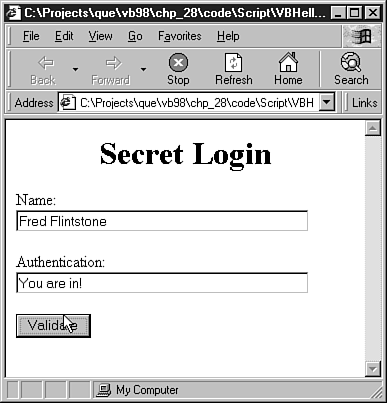 C:\Projects\que\vb98\chp_28\code\Script\VBHell...
File Edit View Go Favorites Help
Back Forward Stop Refresh Home Search
Address C:\Projects\que\vb98\chp_28\code\Script\VBH Links
Secret Login
Name:
Fred Flintstone
Authentication:
You are in!
Validate
My Computer